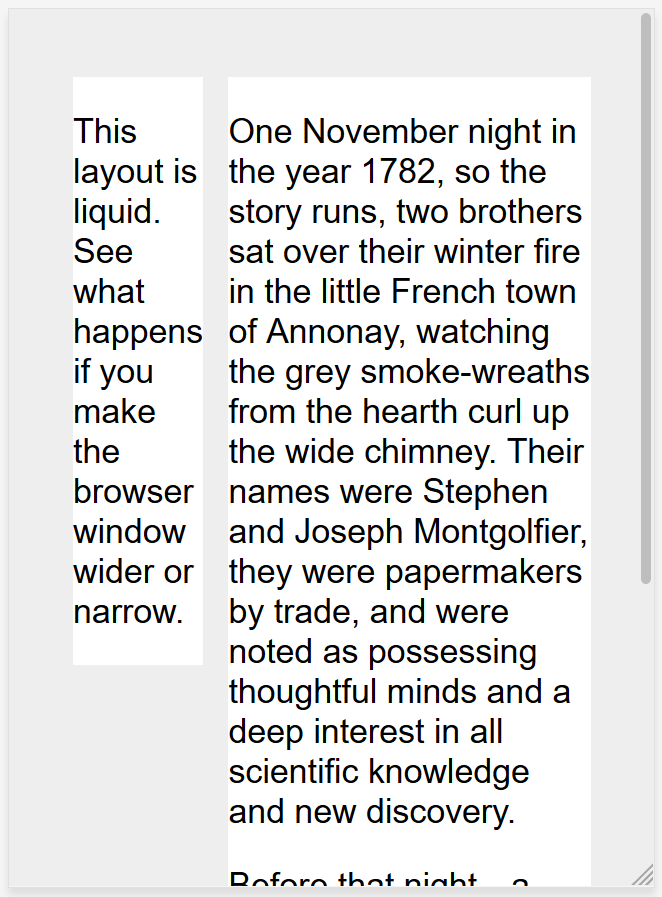 This
layout is
liquid.
See
what
happens
if you
make
the
browser
window
wider or
narrow.
One November night in
the year 1782, so the
story runs, two brothers
sat over their winter fire
in the little French town
of Annonay, watching
the grey smoke-wreaths
from the hearth curl up
the wide chimney. Their
names were Stephen
and Joseph Montgolfier,
they were papermakers
by trade, and were
noted as possessing
thoughtful minds and a
deep interest in all
scientific knowledge
and new discovery.
Before that night—a